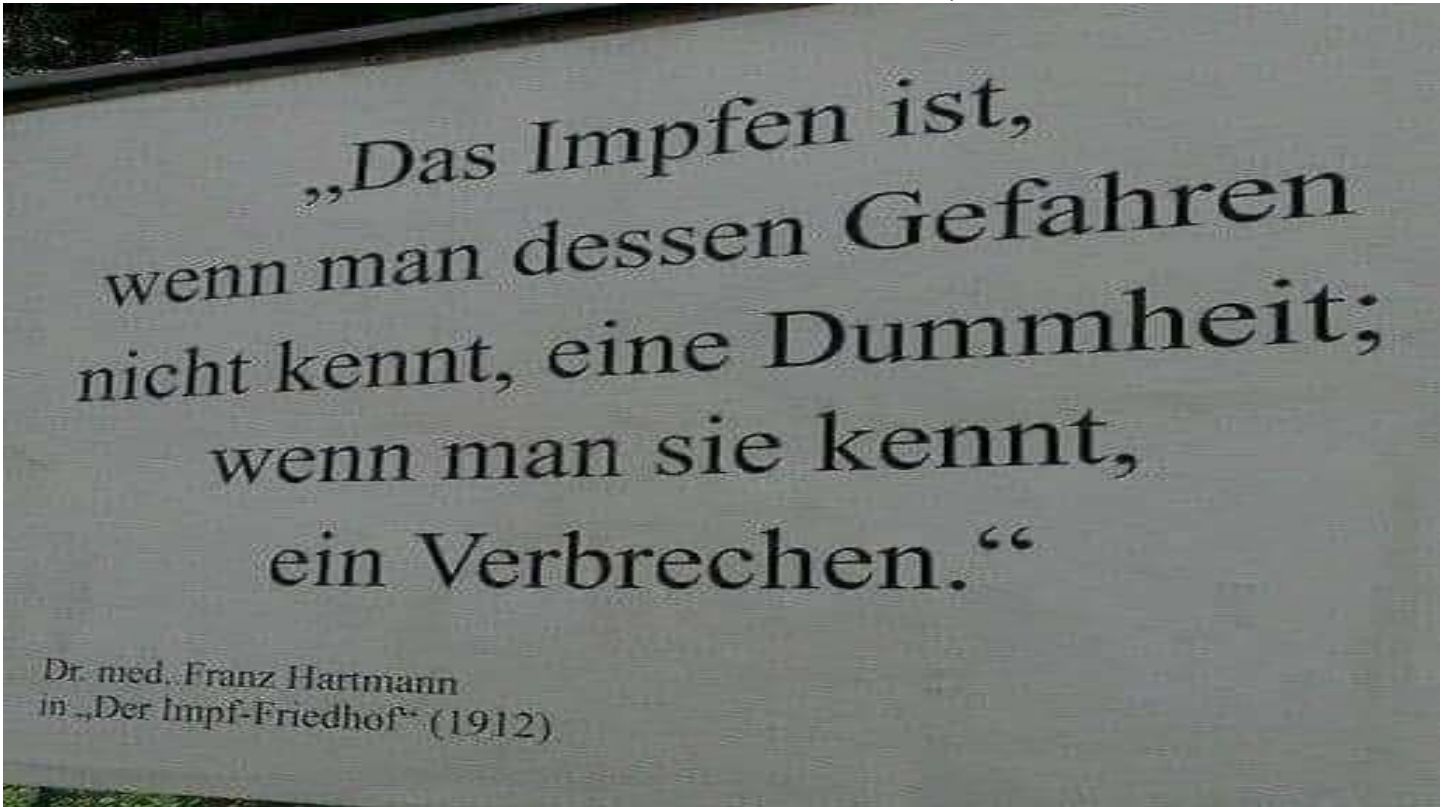 „Das Impfen ist,
wenn man dessen Gefahren
nicht kennt, eine Dummheit;
wenn man sie kennt,
ein Verbrechen.“
Dr. med. Franz Hartmann
in „Der Impf-Friedhof“ (1912)